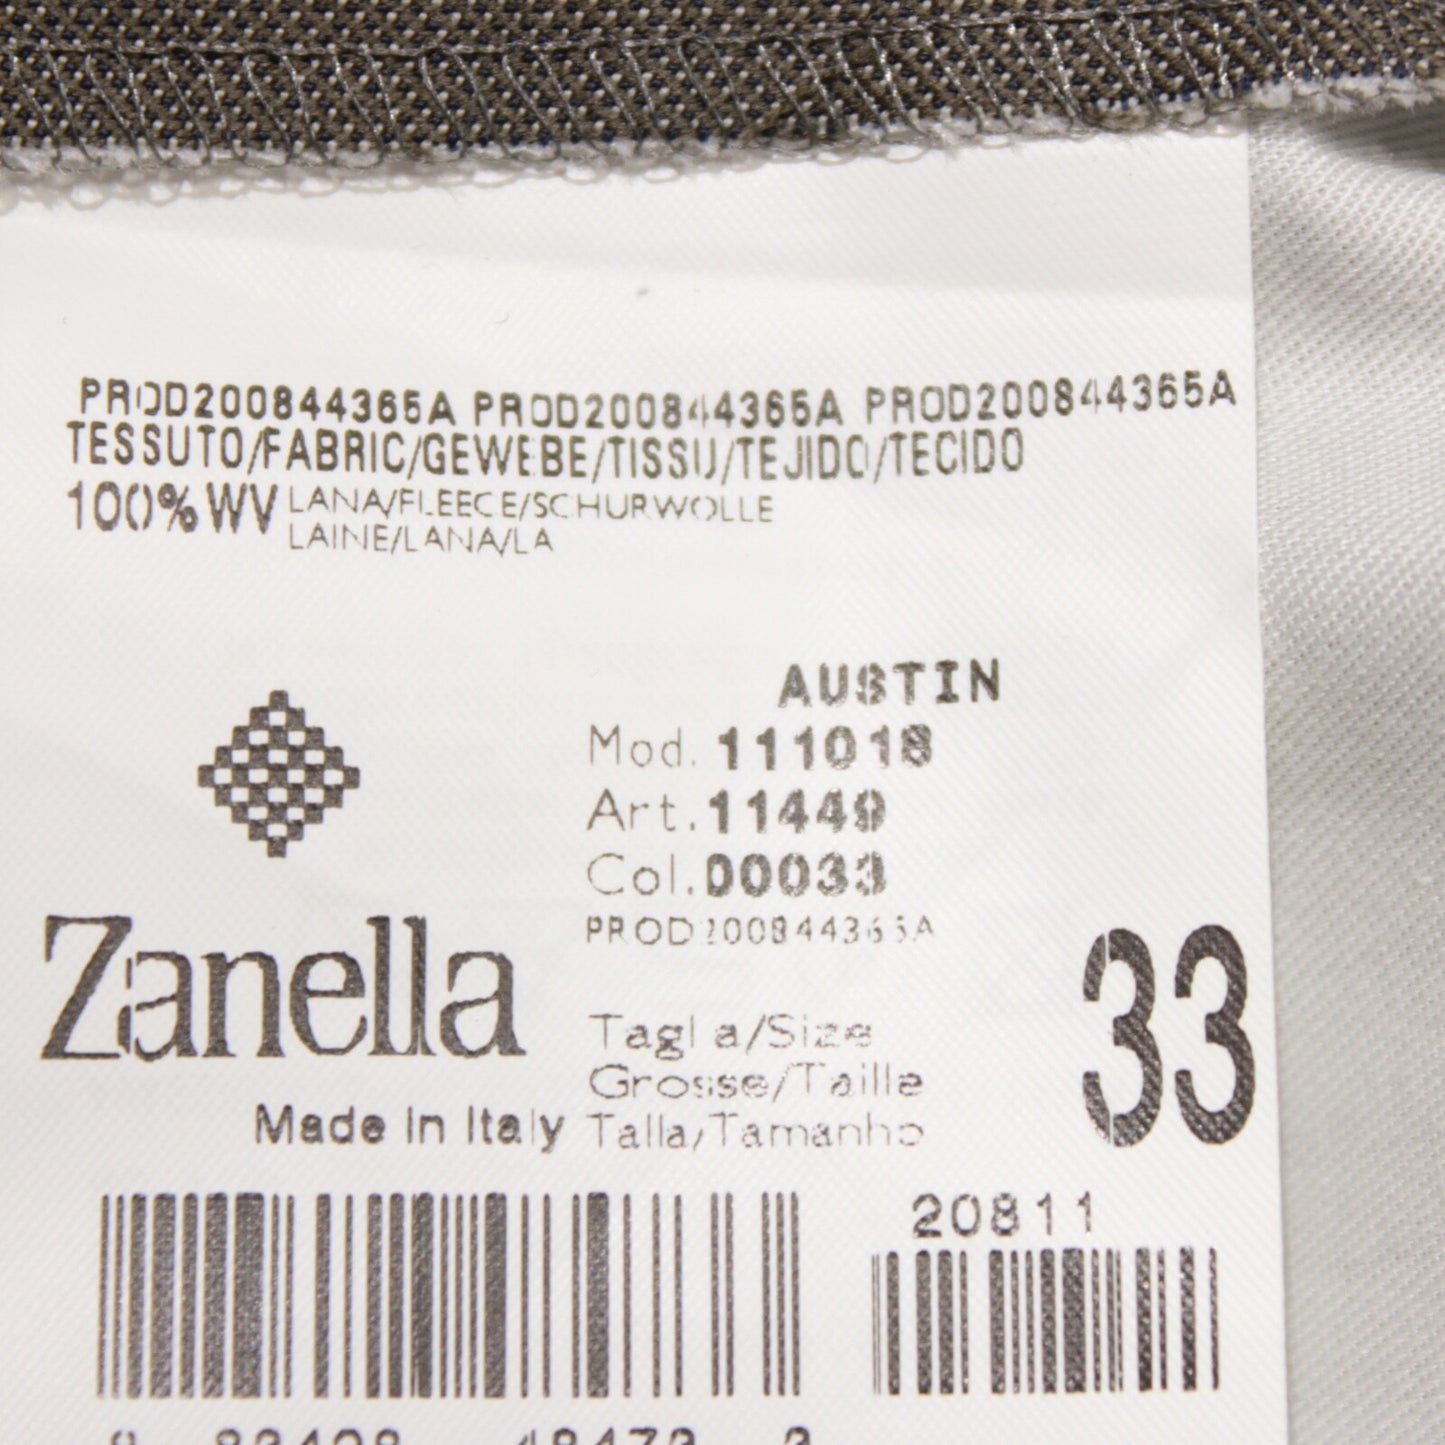 PROD200844365A PROD200844365A PROD200844365A
TESSUTO/FABRIC/GEWEBE/TISSU/TEJIDO/TECIDO
100% WV LANA/FLEECE/SCHURWOLLE
LAINE/LANA/LA
AUSTIN
Mod. 111018
Art. 11449
Col. 00033
PROD200844365A
Zanella
Made In Italy
Taglia/Size
Grosse/Taille
Talla/Tamanho
33
20811